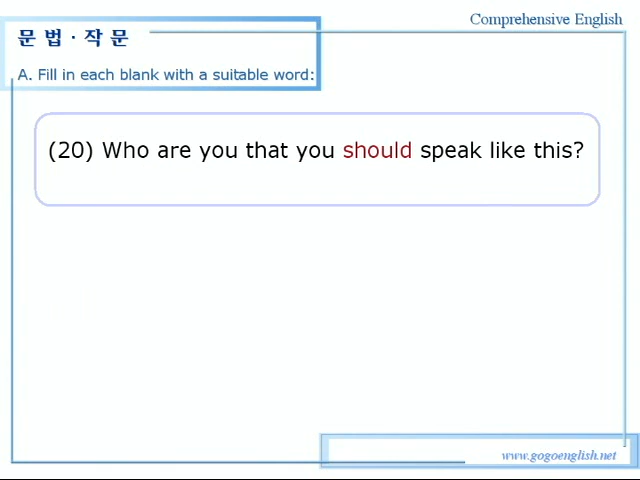 Comprehensive English
문 법 · 작 문
A. Fill in each blank with a suitable word:
(20) Who are you that you should speak like this?
www.gogoenglish.net